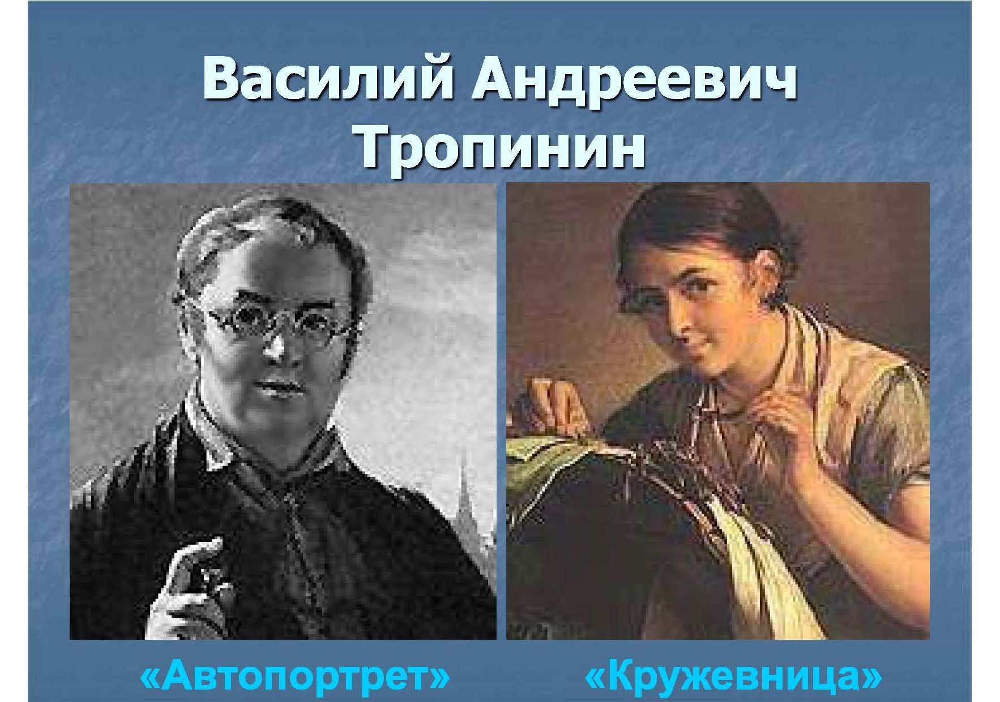 Василий Андреевич
Тропинин
«Автопортрет»
«Кружевница»